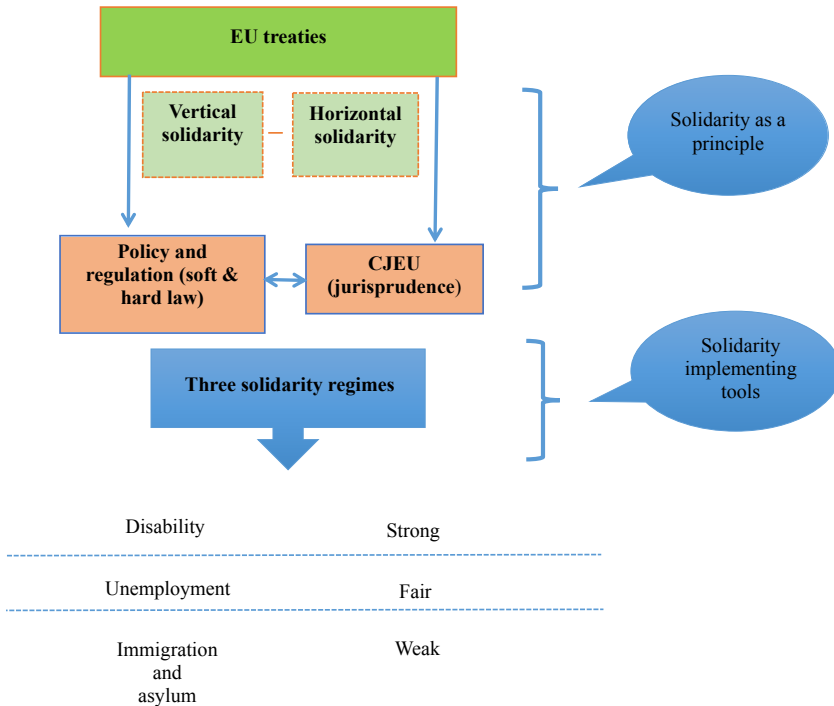 EU treaties
Vertical
solidarity
Horizontal
solidarity
Solidarity as a
principle
Policy and
regulation (soft &
hard law)
CJEU
(jurisprudence)
Three solidarity regimes
Solidarity
implementing
tools
Disability
Strong
Unemployment
Fair
Immigration
and
asylum
Weak